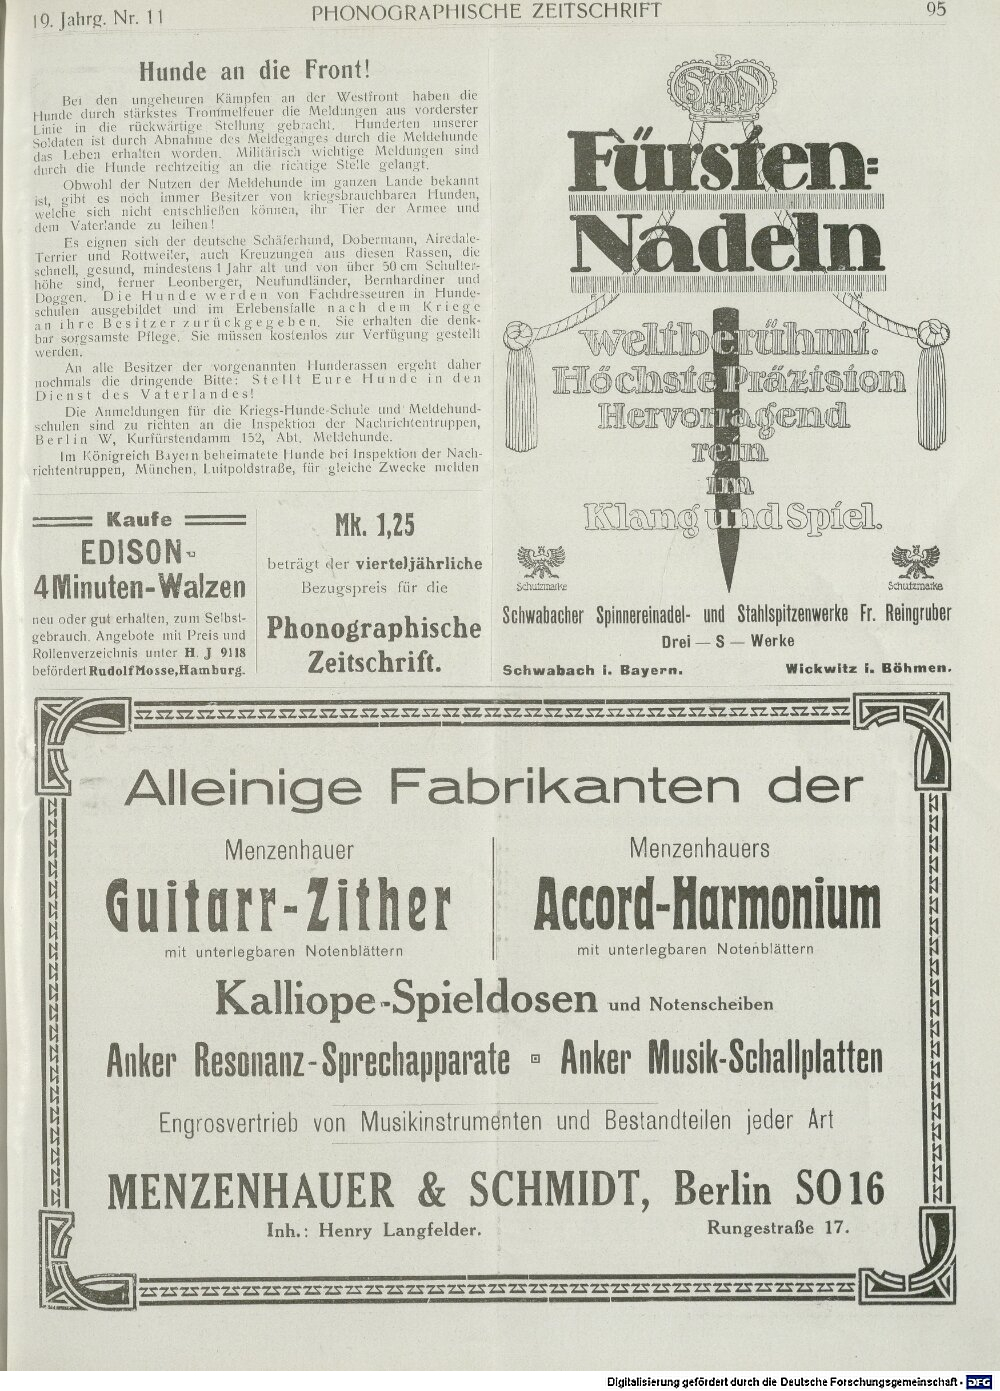 19. Jahrg. Nr. 11
PHONOGRAPHISCHE ZEITSCHRIFT
95
Hunde an die Front!
Bei den ungeheuren Kämpfen an der Westfront haben die
Hunde durch stärkstes Trommelfeuer die Meldungen aus vorderster
Linie in die rückwärtige Stellung gebracht. Hunderten unserer
Soldaten ist durch Abnahme des Meldeganges durch die Meldehunde
das Leben erhalten worden. Militärisch wichtige Meldungen sind
durch die Hunde rechtzeitig an die richtige Stelle gelangt.
Obwohl der Nutzen der Meldehunde im ganzen Lande bekannt
ist, gibt es noch immer Besitzer von kriegsbrauchbaren Hunden,
welche sich nicht entschließen können, ihr Tier der Armee und
dem Vaterlande zu leihen!
Es eignen sich der deutsche Schäferhund, Dobermann, Airedale-
Terrier und Rottweiler, auch Kreuzungen aus diesen Rassen, die
schnell, gesund, mindestens 1 Jahr alt und von über 50 cm Schulter-
höhe sind, ferner Leonberger, Neufundländer, Bernhardiner und
Doggen. Die Hunde werden von Fachdresseuren in Hunde-
schulen ausgebildet und im Erlebensfalle nach dem Kriege
an ihre Besitzer zurückgegeben. Sie erhalten die denk-
bar sorgsamste Pflege. Sie müssen kostenlos zur Verfügung gestellt
werden.
An alle Besitzer der vorgenannten Hunderassen ergeht daher
nochmals die dringende Bitte: Stellt Eure Hunde in den
Dienst des Vaterlandes!
Die Anmeldungen für die Kriegs-Hunde-Schule und Meldehund-
schulen sind zu richten an die Inspektion der Nachrichtentruppen,
Berlin W, Kurfürstendamm 152, Abt. Meldehunde.
Im Königreich Bayern beheimatete Hunde bei Inspektion der Nach-
richtentruppen, München, Luitpoldstraße, für gleiche Zwecke melden
Kaufe
EDISON-
4 Minuten-Walzen
neu oder gut erhalten, zum Selbst-
gebrauch. Angebote mit Preis und
Rollenverzeichnis unter H. J 9118
befördert Rudolf Mosse, Hamburg.
Mk. 1,25
beträgt der vierteljährliche
Bezugspreis für die
Phonographische
Zeitschrift.
R
Fürsten-
Nadeln
weltberühmt.
Höchste Präzision
Hervorragend
rein
im
Klang und Spiel.
Schutzmarke
Schutzmarke
Schwabacher Spinnereinadel- und Stahlspitzenwerke Fr. Reingruber
Drei — S — Werke
Schwabach i. Bayern.
Wickwitz i. Böhmen.
Alleinige Fabrikanten der
Menzenhauer
Guitarr-Zither
mit unterlegbaren Notenblättern
Menzenhauers
Accord-Harmonium
mit unterlegbaren Notenblättern
Kalliope-Spieldosen und Notenscheiben
Anker Resonanz-Sprechapparate Anker Musik-Schallplatten
Engrosvertrieb von Musikinstrumenten und Bestandteilen jeder Art
MENZENHAUER & SCHMIDT, Berlin SO 16
Inh.: Henry Langfelder.
Rungestraße 17.
Digitalisierung gefördert durch die Deutsche Forschungsgemeinschaft - DFG